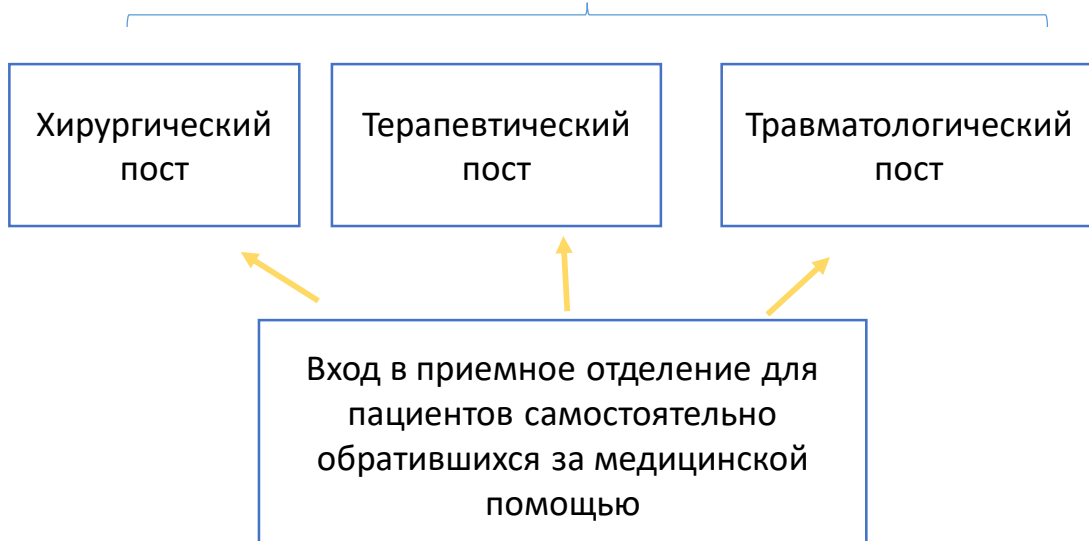 Хирургический
пост
Терапевтический
пост
Травматологический
пост
Вход в приемное отделение для
пациентов самостоятельно
обратившихся за медицинской
помощью